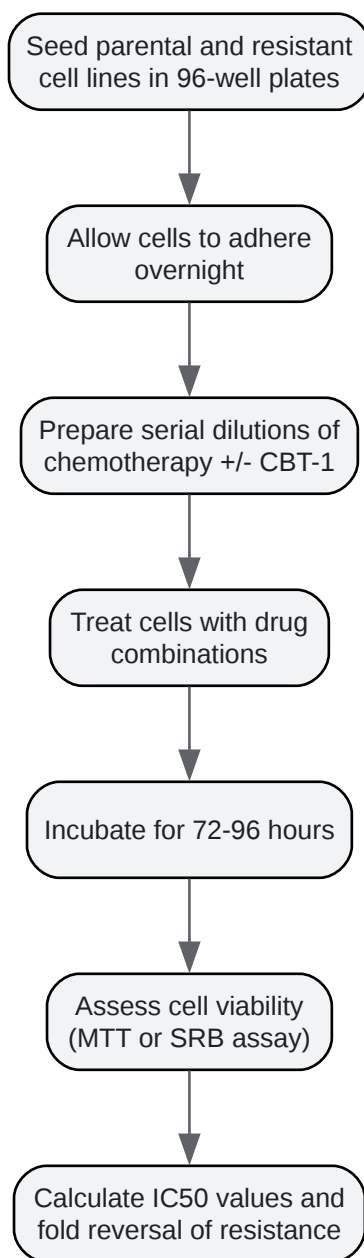 Seed parental and resistant
cell lines in 96-well plates
Allow cells to adhere
overnight
Prepare serial dilutions of
chemotherapy +/- CBT-1
Treat cells with drug
combinations
Incubate for 72-96 hours
Assess cell viability
(MTT or SRB assay)
Calculate IC50 values and
fold reversal of resistance